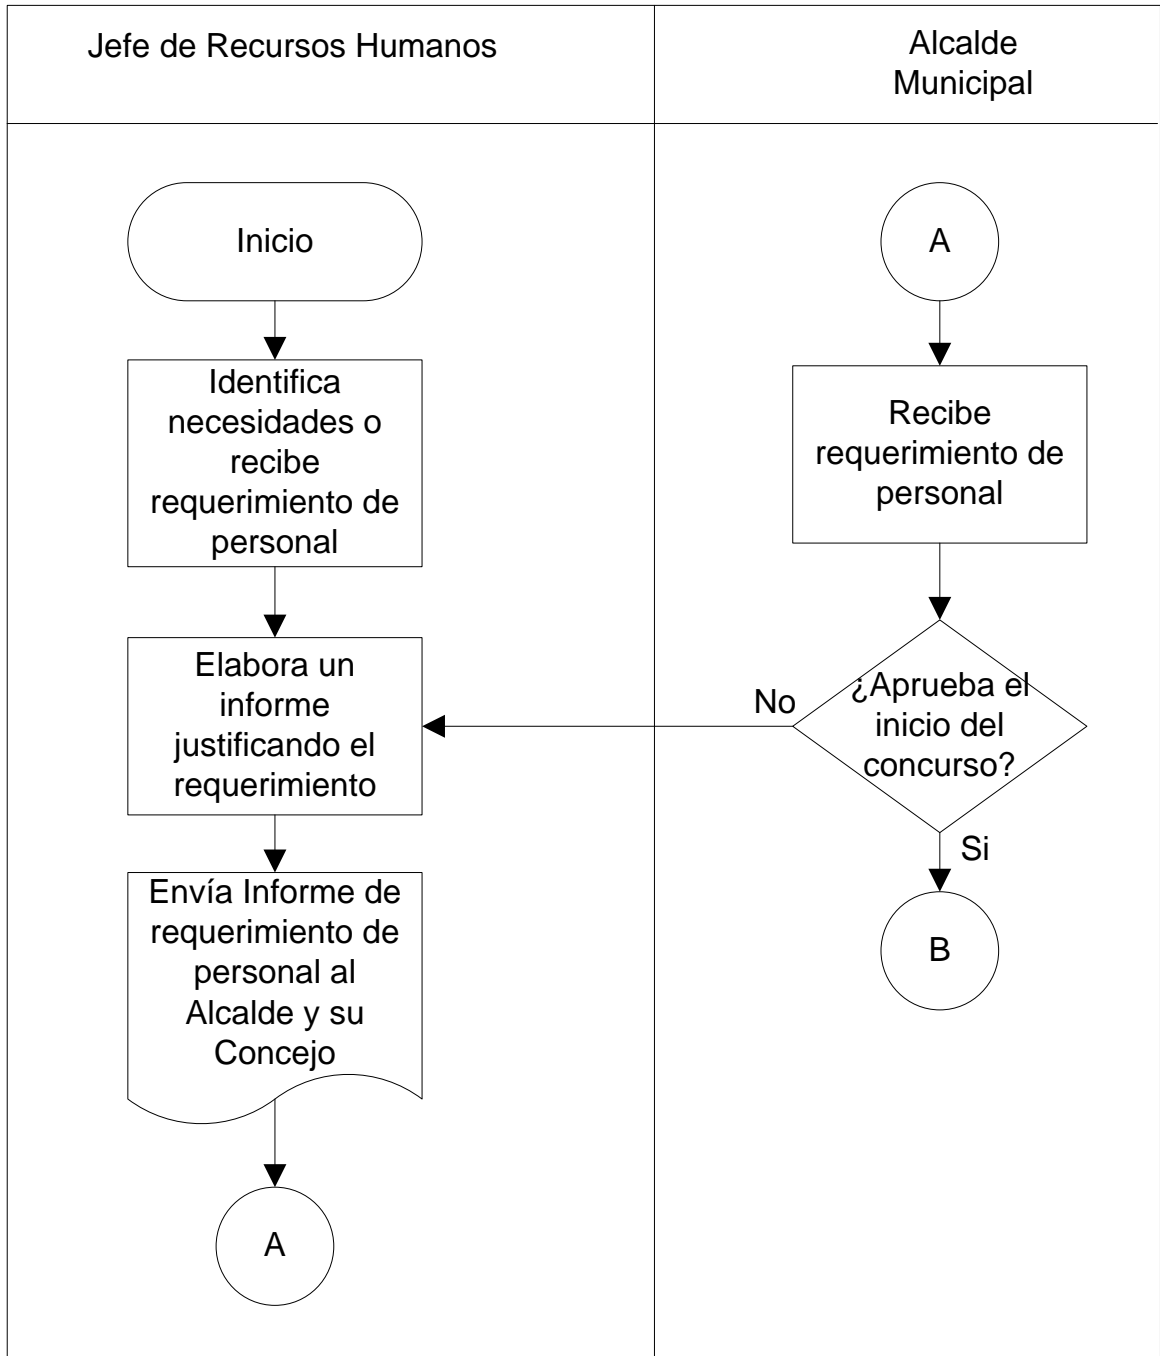 Jefe de Recursos Humanos
Alcalde
Municipal
Inicio
Identifica
necesidades o
recibe
requerimiento de
personal
Elabora un
informe
justificando el
requerimiento
Envía Informe de
requerimiento de
personal al
Alcalde y su
Concejo
A
A
Recibe
requerimiento de
personal
¿Aprueba el
inicio del
concurso?
No
Si
B